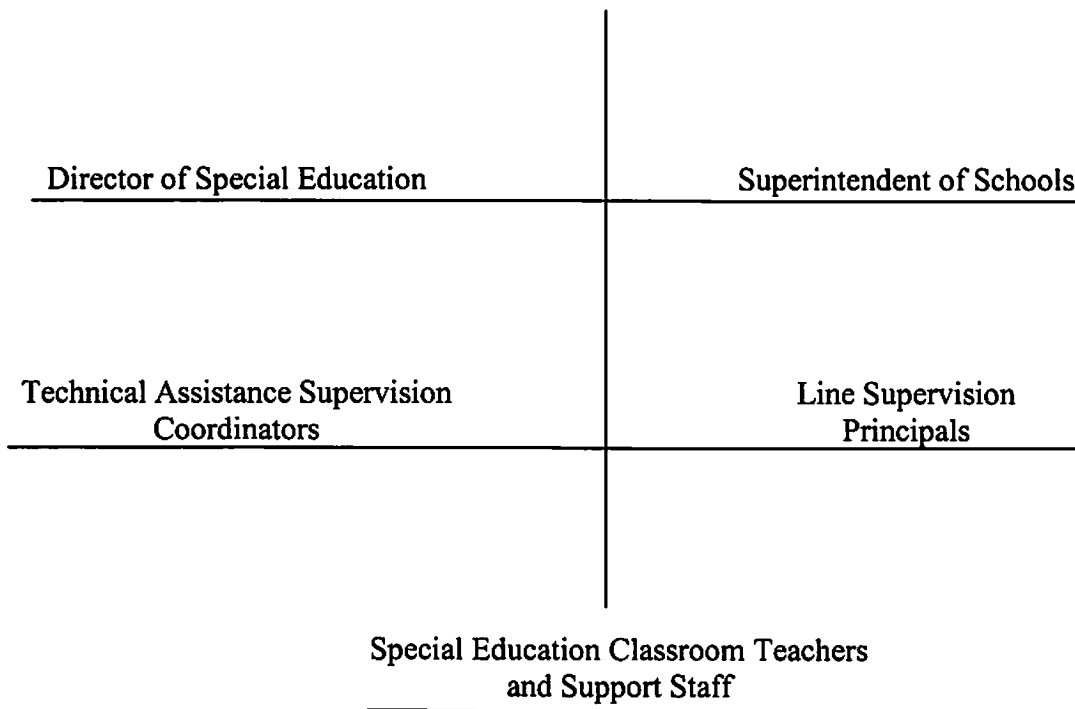 Director of Special Education
Superintendent of Schools
Technical Assistance Supervision
Coordinators
Line Supervision
Principals
Special Education Classroom Teachers
and Support Staff